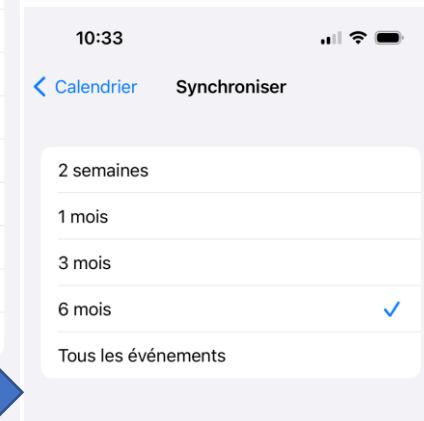 10:33
Calendrier Synchroniser
2 semaines
1 mois
3 mois
6 mois
Tous les événements